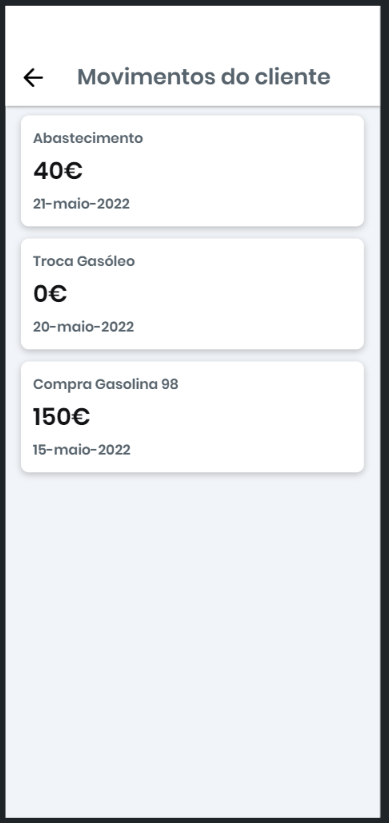 Movimentos do cliente
Abastecimento
40€
21-maio-2022
Troca Gasóleo
0€
20-maio-2022
Compra Gasolina 98
150€
15-maio-2022